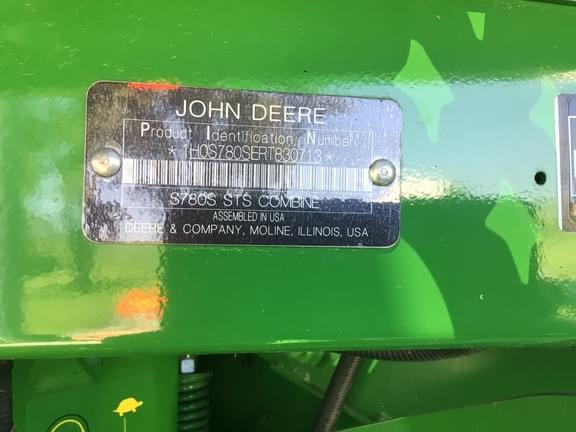 JOHN DEERE
Product Identification Number
*1H0S780SERT830713*
S780S STS COMBINE
ASSEMBLED IN USA
DEERE & COMPANY, MOLINE, ILLINOIS, USA